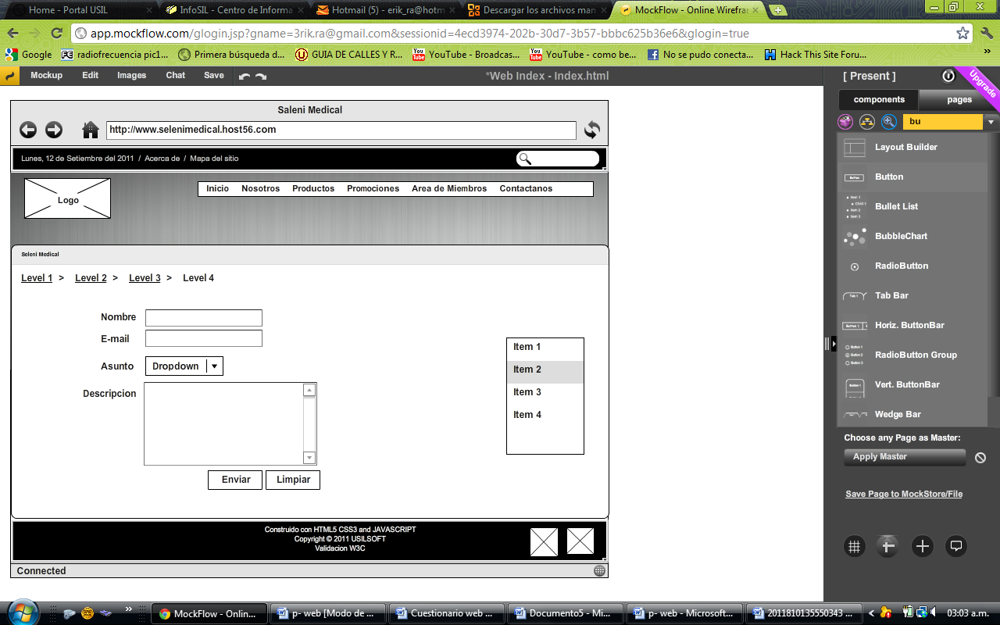 Home - Portal USIL
InfoSIL - Centro de Informa
Hotmail (5) - erik_ra@hotm
Descargar los archivos man
MockFlow - Online Wirefram
app.mockflow.com/glogin.jsp?gname=3rik.ra@gmail.com&sessionid=4ecd3974-202b-30d7-3b57-bbbc625b36e6&glogin=true
Google
radiofrecuencia pic1...
Primera búsqueda d...
GUIA DE CALLES Y R...
YouTube - Broadcas...
YouTube - como be...
No se pudo conecta...
Hack This Site Foru...
Mockup Edit Images Chat Save
*Web Index - Index.html
[ Present ]
Upgrade
components pages
bu
Saleni Medical
http://www.selenimedical.host56.com
Lunes, 12 de Setiembre del 2011 / Acerca de / Mapa del sitio
Logo
Inicio Nosotros Productos Promociones Area de Miembros Contactanos
Seleni Medical
Level 1 > Level 2 > Level 3 > Level 4
Nombre
E-mail
Asunto Dropdown
Descripcion
Enviar Limpiar
Item 1
Item 2
Item 3
Item 4
Construido con HTML5 CSS3 and JAVASCRIPT
Copyright © 2011 USILSOFT
Validacion W3C
Connected
Layout Builder
Button
Bullet List
BubbleChart
RadioButton
Tab Bar
Horiz. ButtonBar
RadioButton Group
Vert. ButtonBar
Wedge Bar
Choose any Page as Master:
Apply Master
Save Page to MockStore/File
MockFlow - Onlin...
p- web [Modo de ...
Cuestionario web ...
Documento5 - Mi...
p- web - Microsoft...
2011810135550343 ...
03:03 a.m.